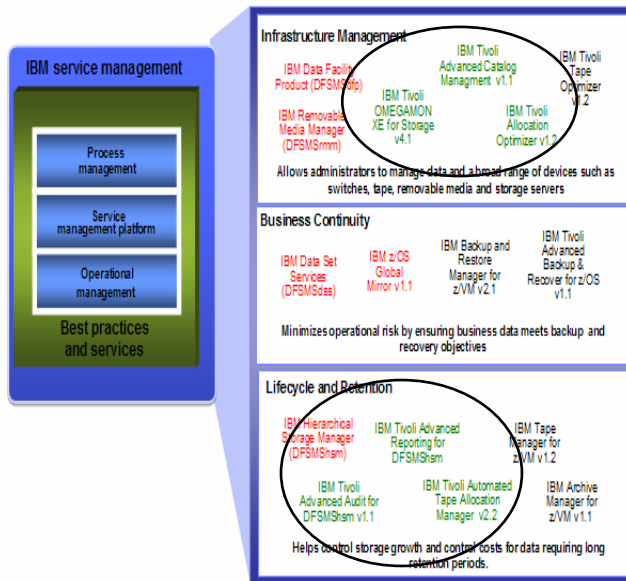 IBM service management
Process
management
Service
management platform
Operational
management
Best practices
and services
Infrastructure Management
IBM Data Facility
Product (DFSMSdfp)
IBM Tivoli
Advanced Catalog
Managment v1.1
IBM Tivoli
Tape
Optimizer
v1.2
IBM Removable
Media Manager
(DFSMSrmm)
IBM Tivoli
OMEGAMON
XE for Storage
v4.1
IBM Tivoli
Allocation
Optimizer v1.2
Allows administrators to manage data and a broad range of devices such as
switches, tape, removable media and storage servers
Business Continuity
IBM Data Set
Services
(DFSMSdss)
IBM z/OS
Global
Mirror v1.1
IBM Backup and
Restore
Manager for
z/VM v2.1
IBM Tivoli
Advanced
Backup &
Recover for z/OS
v1.1
Minimizes operational risk by ensuring business data meets backup and
recovery objectives
Lifecycle and Retention
IBM Hierarchical
Storage Manager
(DFSMShsm)
IBM Tivoli Advanced
Reporting for
DFSMShsm
IBM Tape
Manager for
z/VM v1.2
IBM Tivoli
Advanced Audit for
DFSMShsm v1.1
IBM Tivoli Automated
Tape Allocation
Manager v2.2
IBM Archive
Manager for
z/VM v1.1
Helps control storage growth and control costs for data requiring long
retention periods.